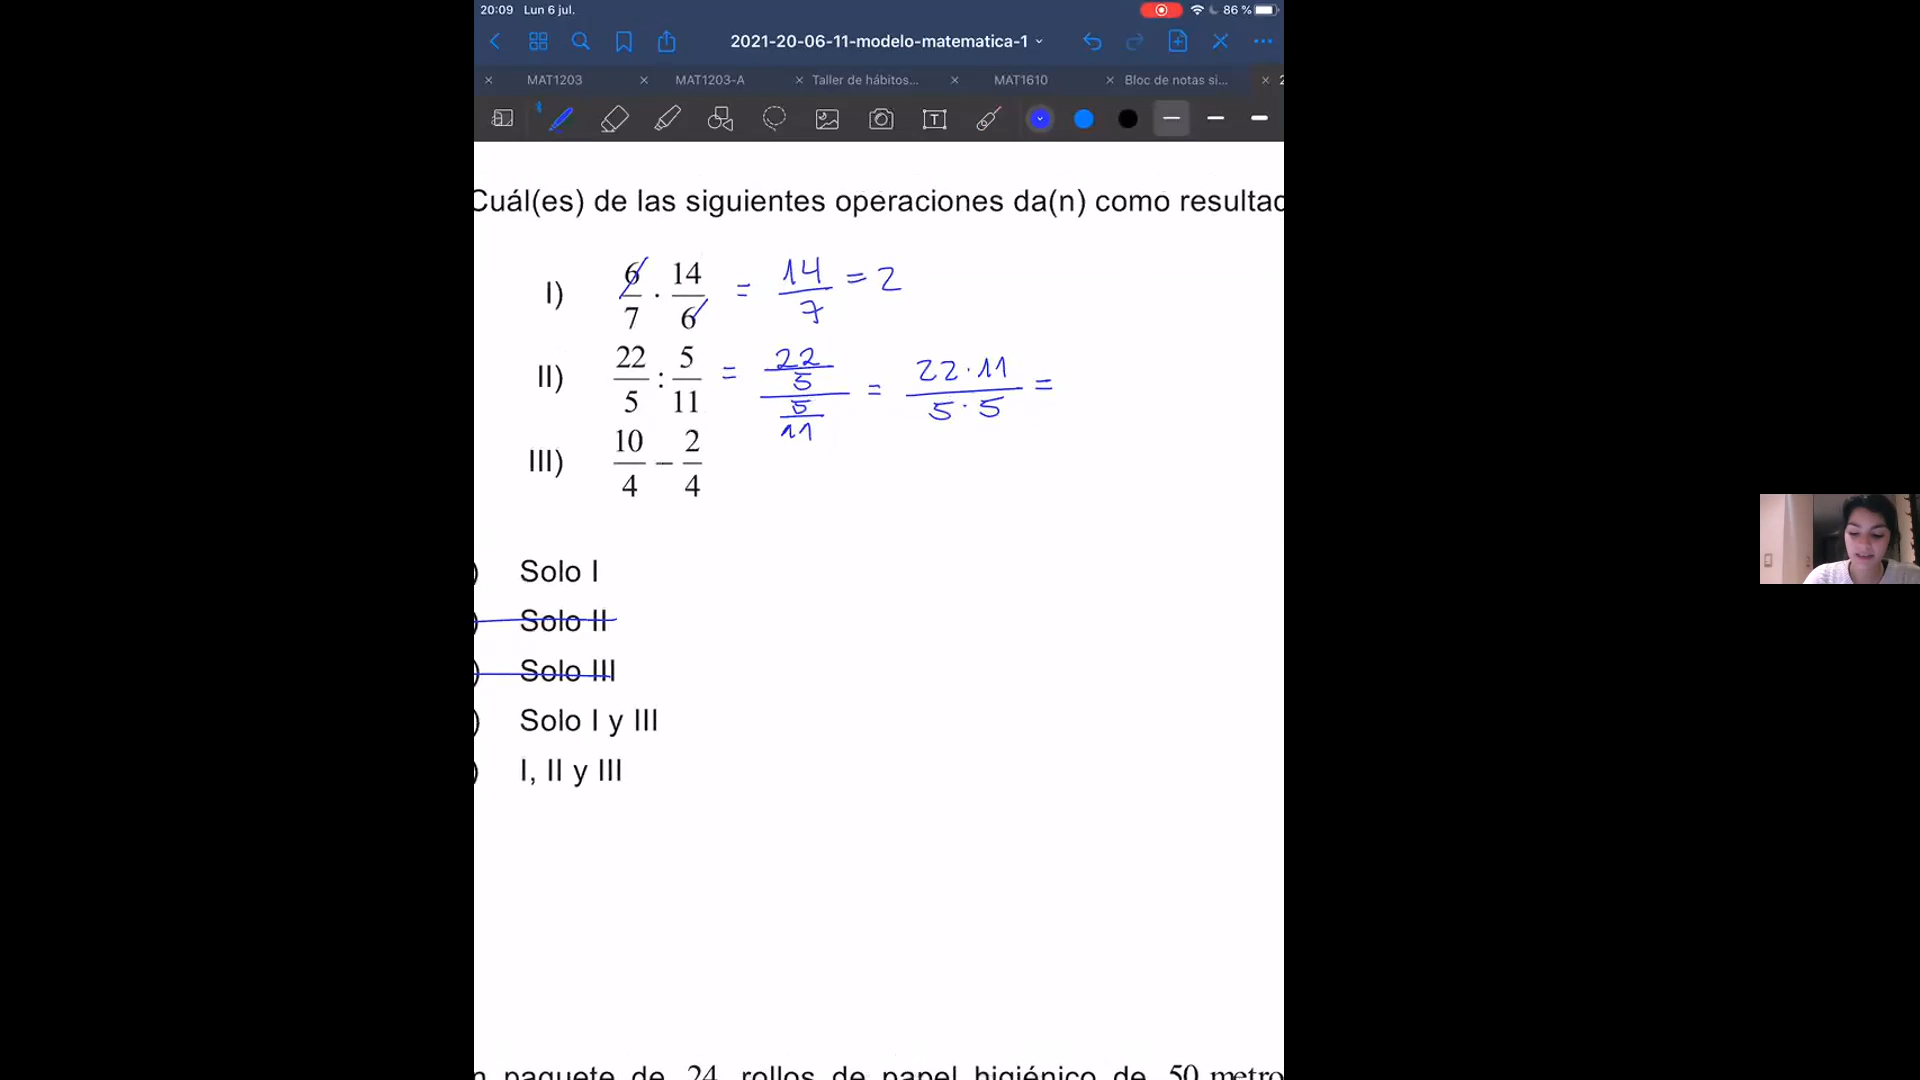 20:09 Lun 6 jul. 86 %
2021-20-06-11-modelo-matematica-1
MAT1203 MAT1203-A Taller de hábitos... MAT1610 Bloc de notas si... 2
Cuál(es) de las siguientes operaciones da(n) como resultad
I) 6/7 · 14/6 = 14/7 = 2
II) 22/5 : 5/11 = 22/5 / 5/11 = 22·11 / 5·5 =
III) 10/4 − 2/4
) Solo I
) Solo II
) Solo III
) Solo I y III
) I, II y III
n paquete de 24 rollos de papel higiénico de 50 metro